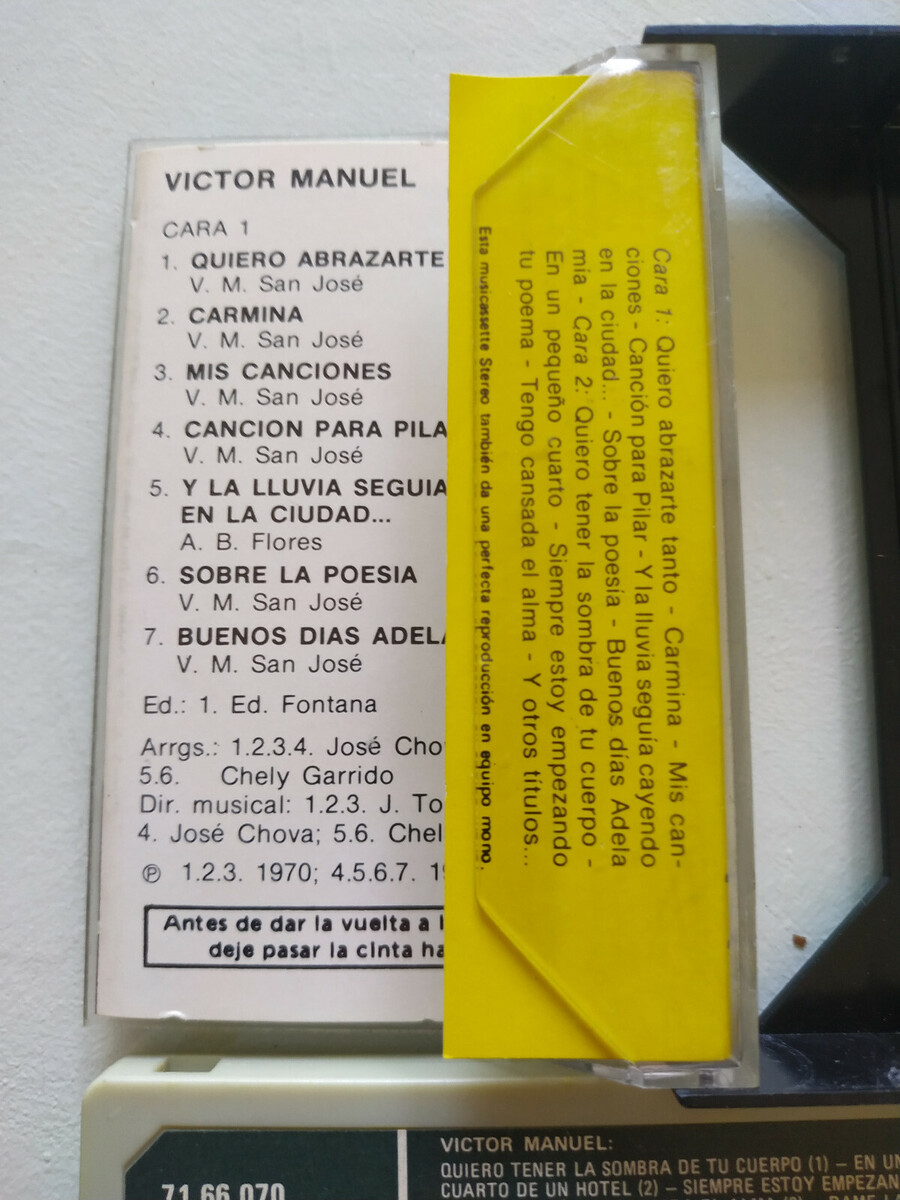 VICTOR MANUEL
CARA 1
1. QUIERO ABRAZARTE
V. M. San José
2. CARMINA
V. M. San José
3. MIS CANCIONES
V. M. San José
4. CANCION PARA PILA
V. M. San José
5. Y LA LLUVIA SEGUIA
EN LA CIUDAD...
A. B. Flores
6. SOBRE LA POESIA
V. M. San José
7. BUENOS DIAS ADELA
V. M. San José
Ed.: 1. Ed. Fontana
Arrgs.: 1.2.3.4. José Cho
5.6. Chely Garrido
Dir. musical: 1.2.3. J. To
4. José Chova; 5.6. Chel
℗ 1.2.3. 1970; 4.5.6.7. 1
Antes de dar la vuelta a l
deje pasar la cinta ha
Cara 1: Quiero abrazarte tanto - Carmina - Mis can-
ciones - Canción para Pilar - Y la lluvia seguía cayendo
en la ciudad... - Sobre la poesía - Buenos días Adela
mía - Cara 2: Quiero tener la sombra de tu cuerpo -
En un pequeño cuarto - Siempre estoy empezando
tu poema - Tengo cansada el alma - Y otros títulos...
Esta musicassette Stereo también da una perfecta reproducción en equipo mono.
71 66 070
VICTOR MANUEL:
QUIERO TENER LA SOMBRA DE TU CUERPO (1) – EN UN
CUARTO DE UN HOTEL (2) – SIEMPRE ESTOY EMPEZAN